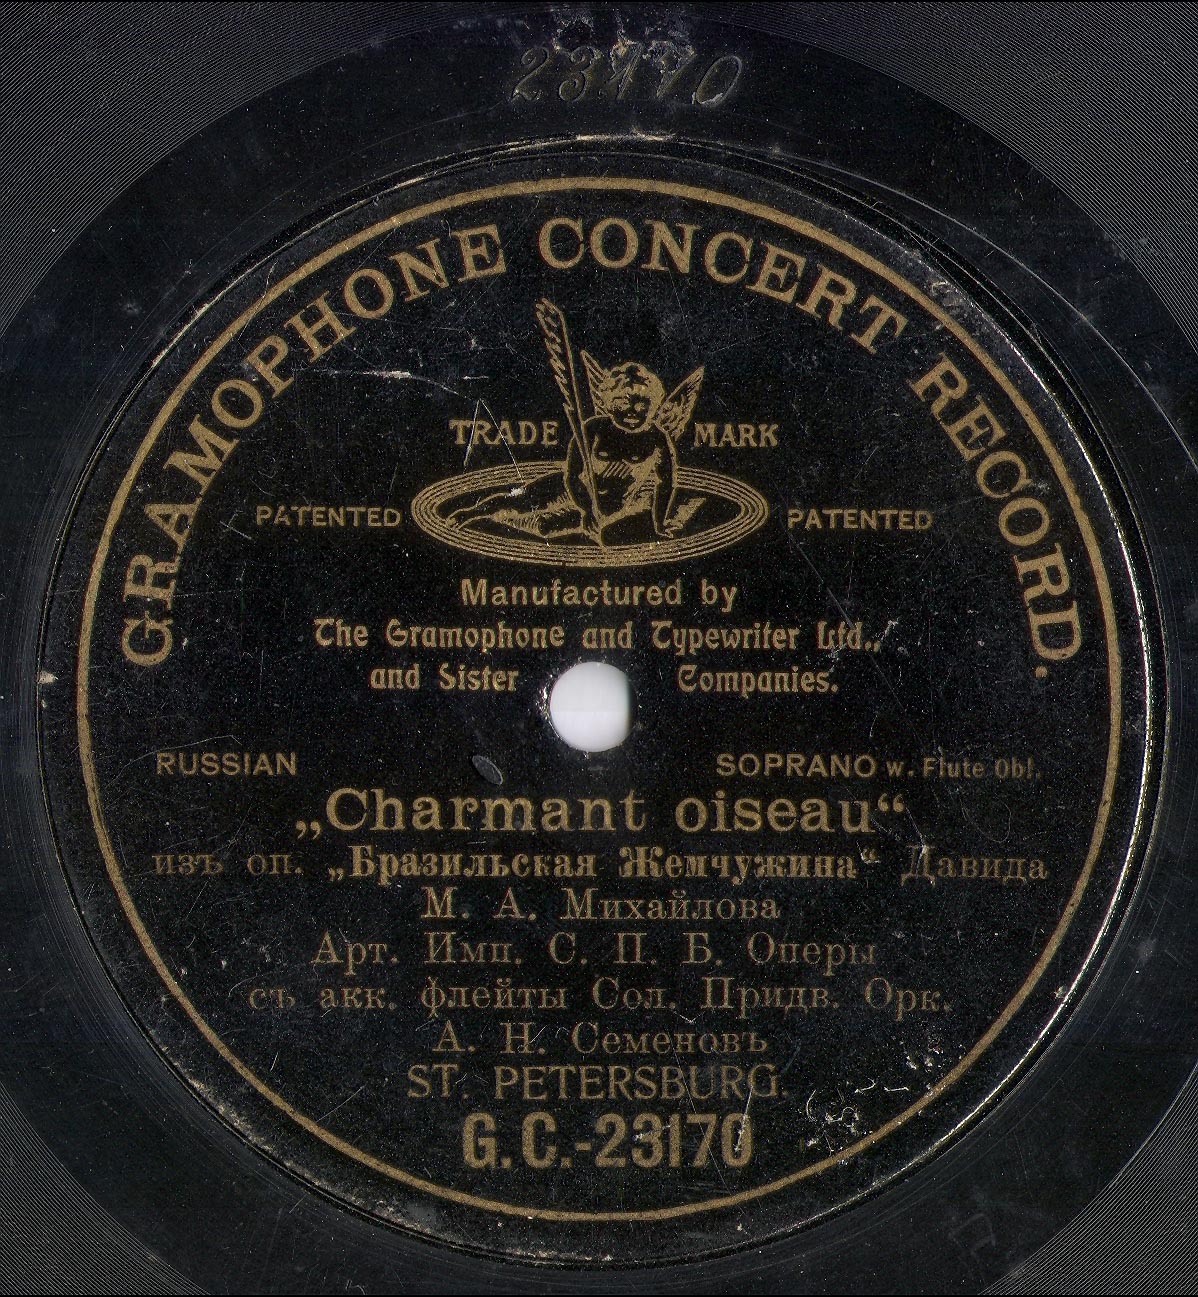 23170
GRAMOPHONE CONCERT RECORD.
TRADE MARK
PATENTED PATENTED
Manufactured by
The Gramophone and Typewriter Ltd.,
and Sister Companies.
RUSSIAN SOPRANO w. Flute Obl.
„Charmant oiseau“
изъ оп. „Бразильская Жемчужина“ Давида
М. А. Михайлова
Арт. Имп. С. П. Б. Оперы
съ акк. флейты Сол. Придв. Орк.
А. Н. Семеновъ
ST. PETERSBURG.
G.C.-23170